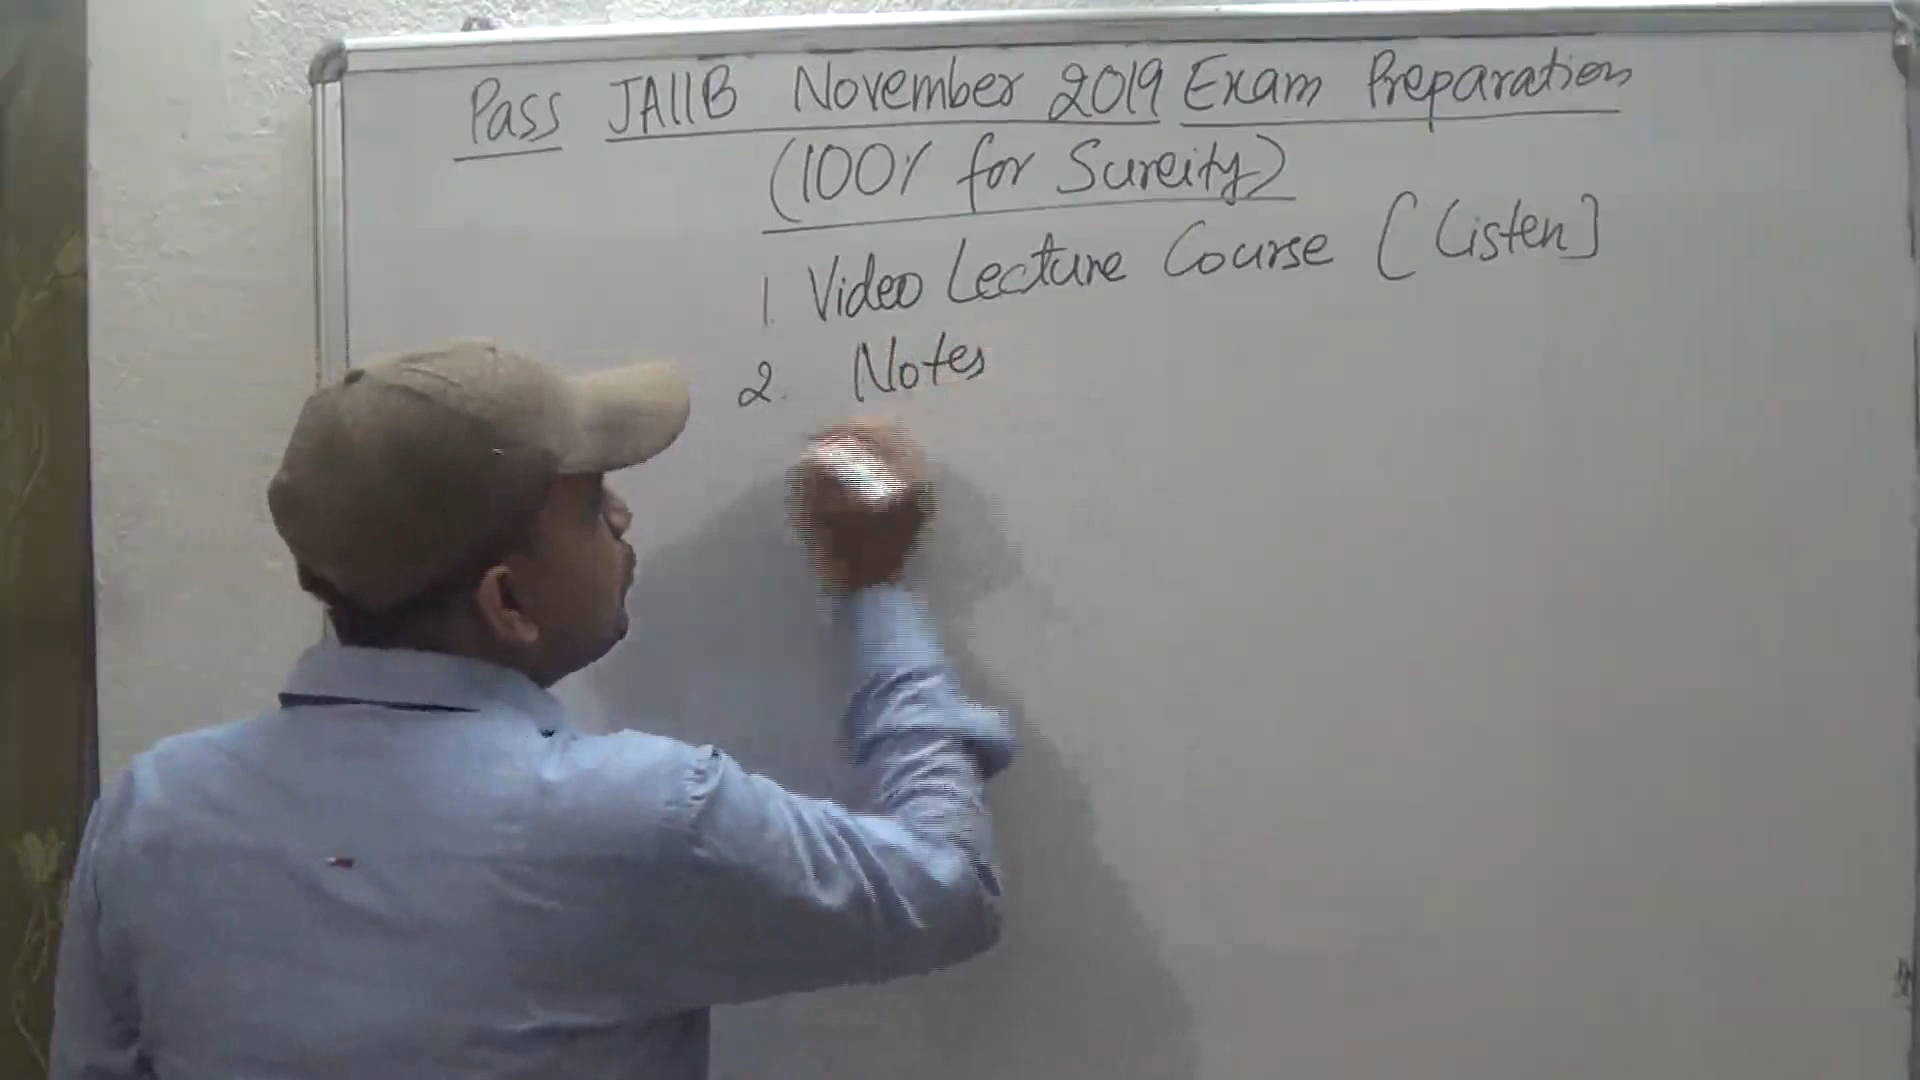 Pass JAIIB November 2019 Exam Preparation
(100% for Sureity)
1. Video Lecture Course [Listen]
2. Notes